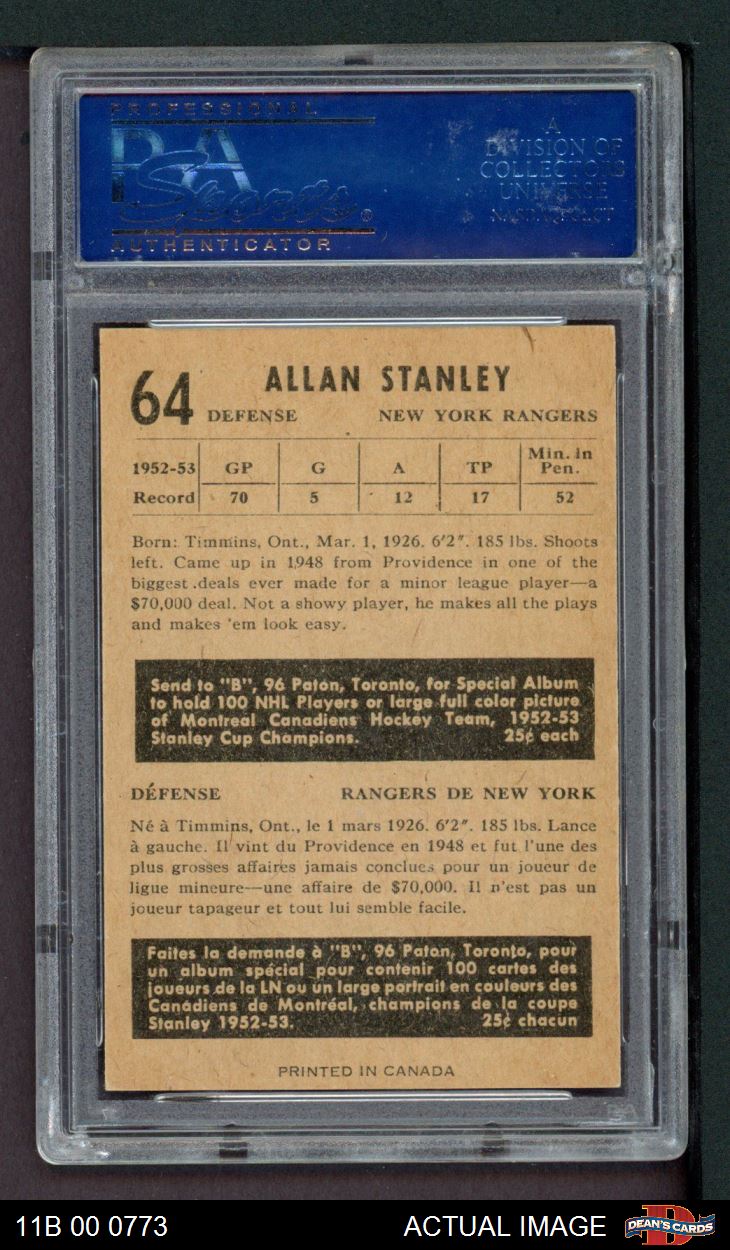 PROFESSIONAL
PSA
Sports®
AUTHENTICATOR
A
DIVISION OF
COLLECTORS
UNIVERSE
64
ALLAN STANLEY
DEFENSE NEW YORK RANGERS
1952-53 Record GP G A TP Min. in Pen.
70 5 12 17 52
Born: Timmins, Ont., Mar. 1, 1926. 6'2". 185 lbs. Shoots
left. Came up in 1948 from Providence in one of the
biggest deals ever made for a minor league player—a
$70,000 deal. Not a showy player, he makes all the plays
and makes 'em look easy.
Send to "B", 96 Paton, Toronto, for Special Album
to hold 100 NHL Players or large full color picture
of Montreal Canadiens Hockey Team, 1952-53
Stanley Cup Champions. 25¢ each
DÉFENSE RANGERS DE NEW YORK
Né à Timmins, Ont., le 1 mars 1926. 6'2". 185 lbs. Lance
à gauche. Il vint du Providence en 1948 et fut l'une des
plus grosses affaires jamais conclues pour un joueur de
ligue mineure—une affaire de $70,000. Il n'est pas un
joueur tapageur et tout lui semble facile.
Faites la demande à "B", 96 Paton, Toronto, pour
un album spécial pour contenir 100 cartes des
joueurs de la LN ou un large portrait en couleurs des
Canadiens de Montréal, champions de la coupe
Stanley 1952-53. 25¢ chacun
PRINTED IN CANADA
11B 00 0773 ACTUAL IMAGE DEAN'S CARDS